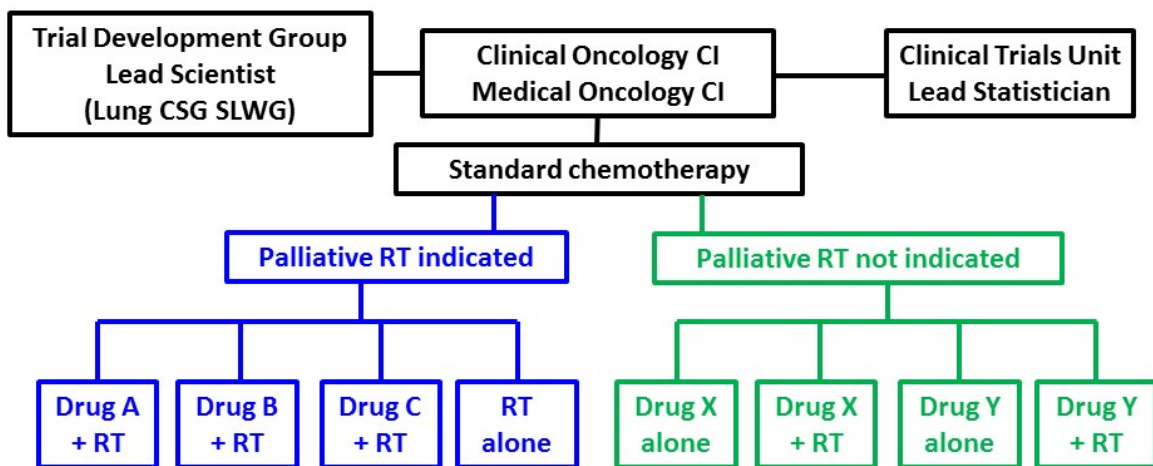 Trial Development Group
Lead Scientist
(Lung CSG SLWG)
Clinical Oncology CI
Medical Oncology CI
Clinical Trials Unit
Lead Statistician
Standard chemotherapy
Palliative RT indicated
Palliative RT not indicated
Drug A
+ RT
Drug B
+ RT
Drug C
+ RT
RT
alone
Drug X
alone
Drug X
+ RT
Drug Y
alone
Drug Y
+ RT